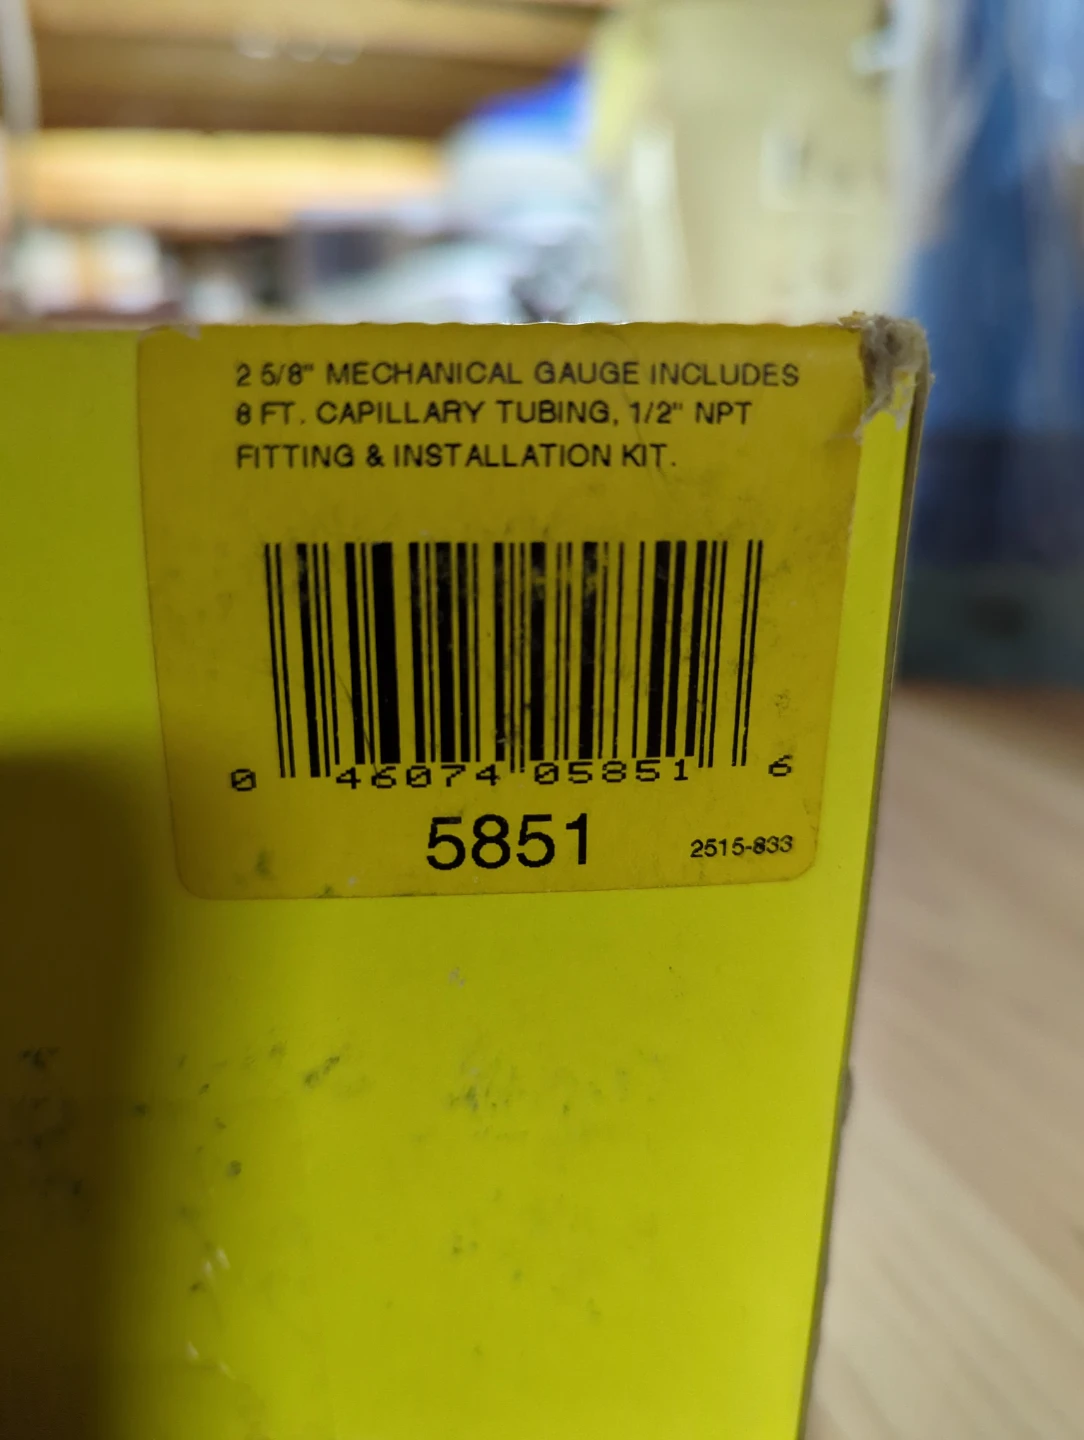 2 5/8" MECHANICAL GAUGE INCLUDES
8 FT. CAPILLARY TUBING, 1/2" NPT
FITTING & INSTALLATION KIT.
0 46074 05851 6
5851 2515-833